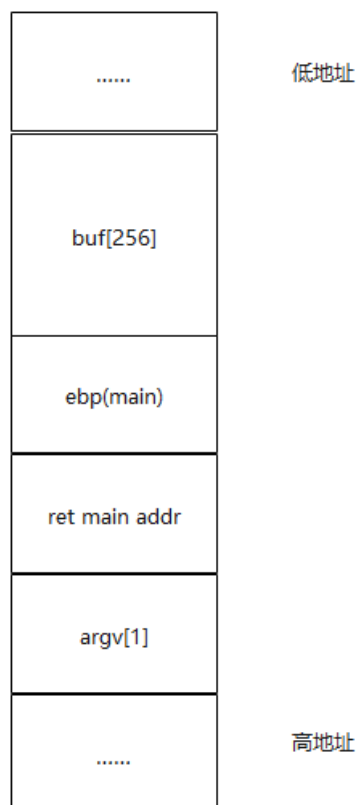 ...... 低地址
buf[256]
ebp(main)
ret main addr
argv[1]
...... 高地址